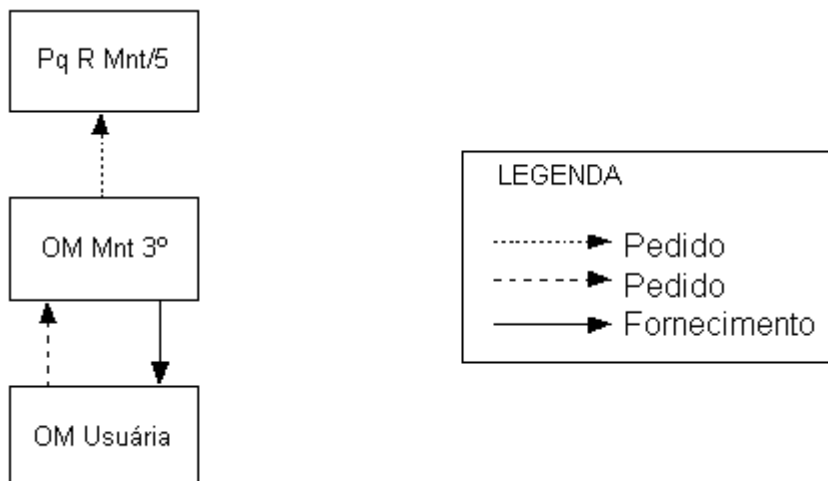 Pq R Mnt/5
OM Mnt 3º
OM Usuária
LEGENDA
Pedido
Pedido
Fornecimento